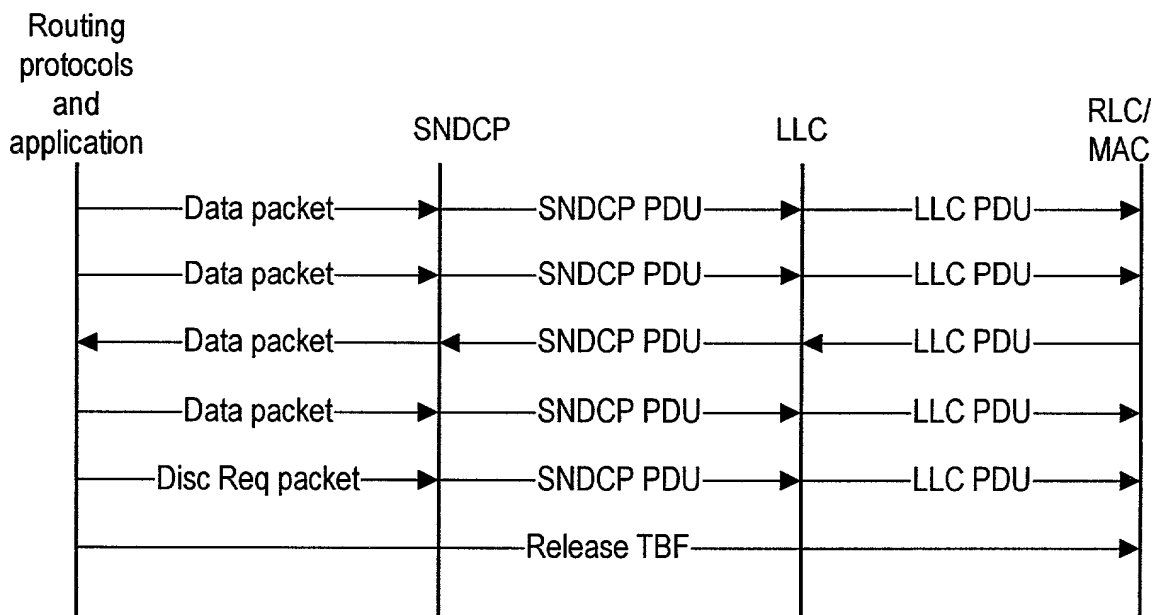 Routing
protocols
and
application
SNDCP
LLC
RLC/
MAC
Data packet SNDCP PDU LLC PDU
Data packet SNDCP PDU LLC PDU
Data packet SNDCP PDU LLC PDU
Data packet SNDCP PDU LLC PDU
Disc Req packet SNDCP PDU LLC PDU
Release TBF